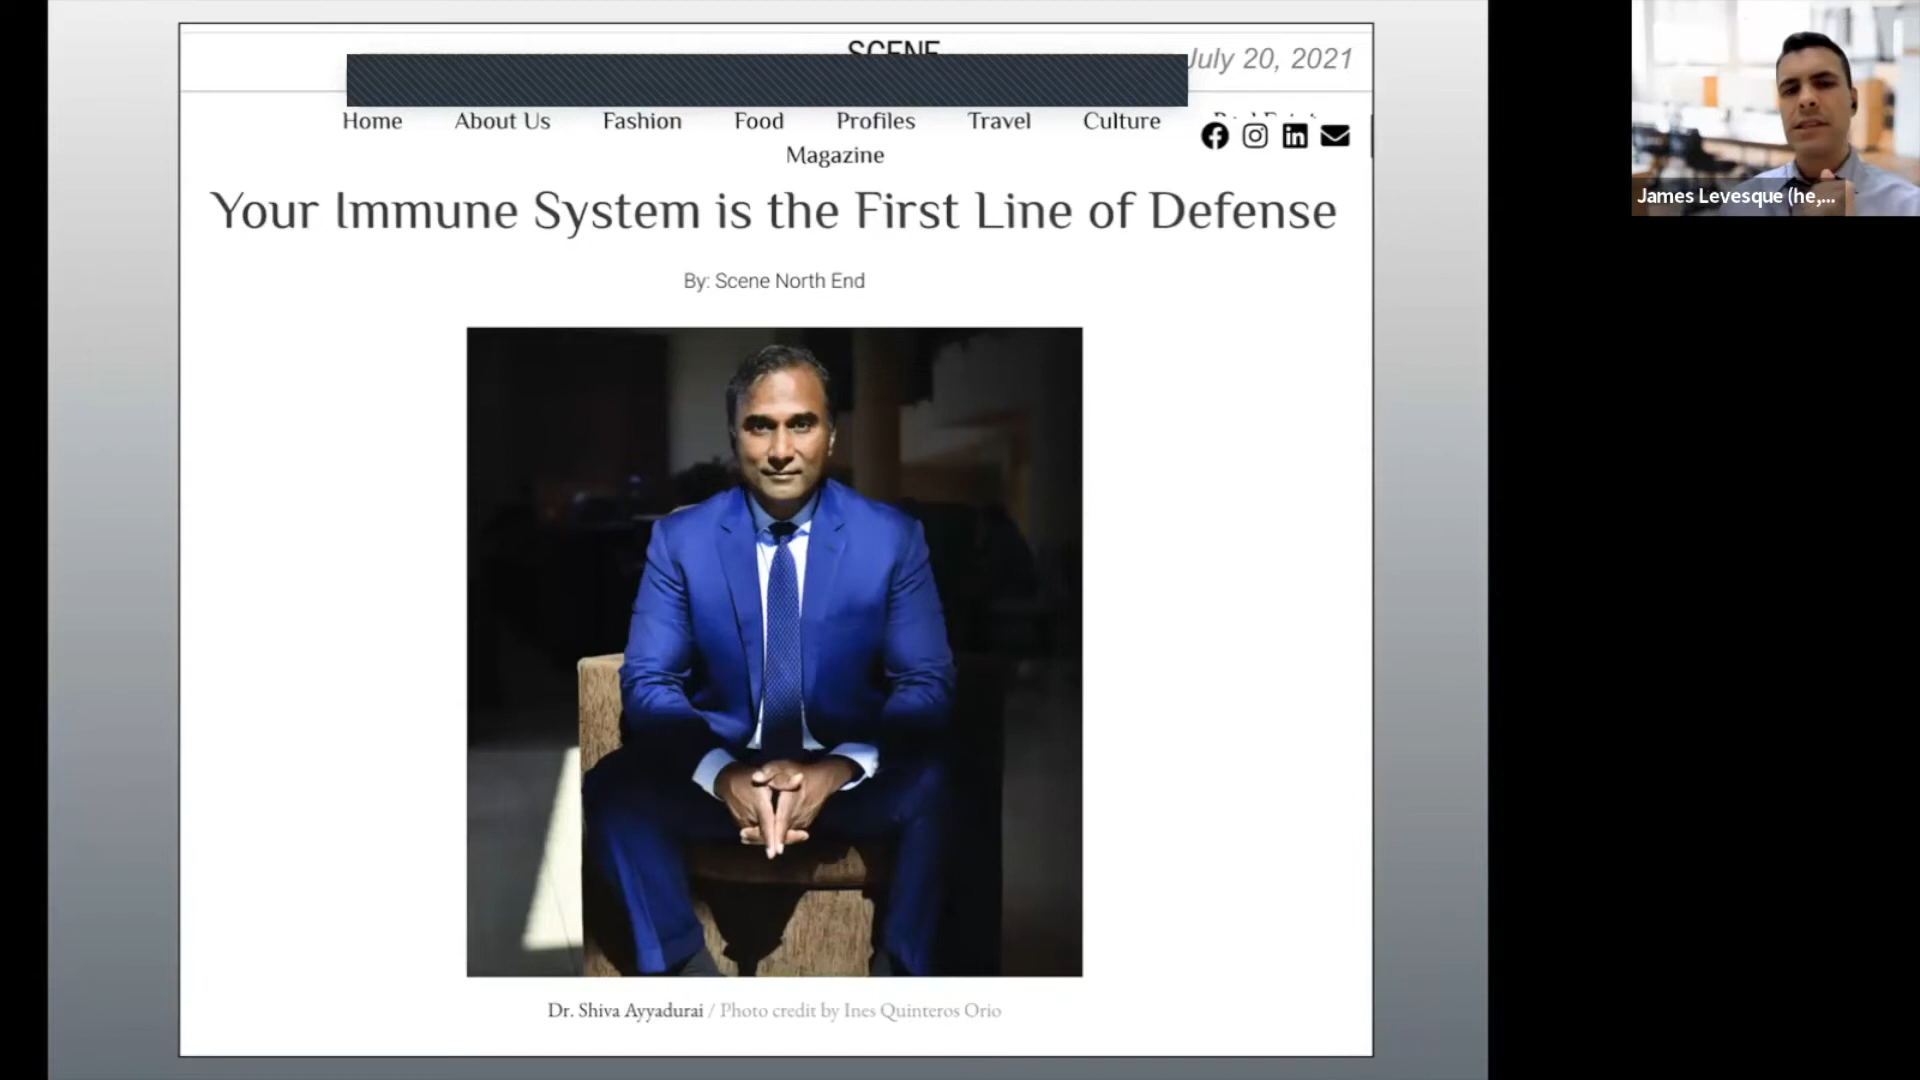 SCENE
July 20, 2021
Home About Us Fashion Food Profiles Travel Culture
Magazine
Your Immune System is the First Line of Defense
By: Scene North End
Dr. Shiva Ayyadurai / Photo credit by Ines Quinteros Orio
James Levesque (he,...